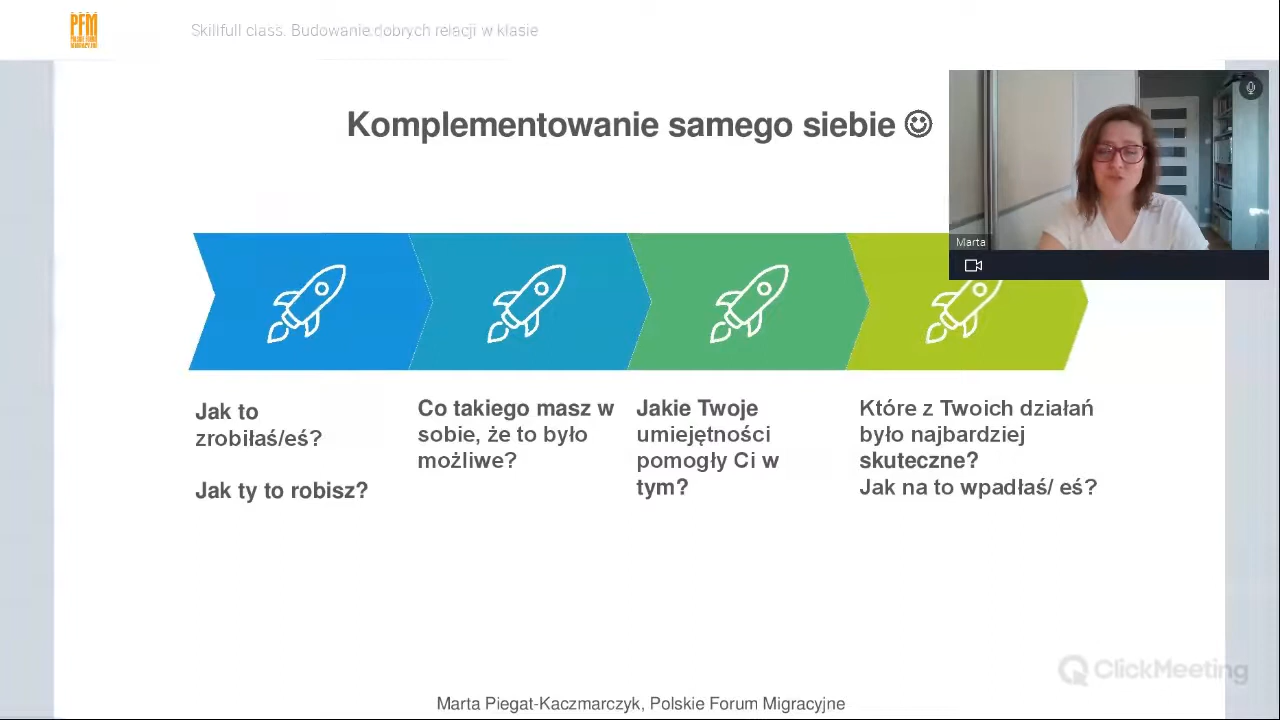 PFM
Skillfull class. Budowanie dobrych relacji w klasie
Komplementowanie samego siebie
Marta
Jak to
zrobiłaś/eś?
Jak ty to robisz?
Co takiego masz w
sobie, że to było
możliwe?
Jakie Twoje
umiejętności
pomogły Ci w
tym?
Które z Twoich działań
było najbardziej
skuteczne?
Jak na to wpadłaś/ eś?
ClickMeeting
Marta Piegat-Kaczmarczyk, Polskie Forum Migracyjne